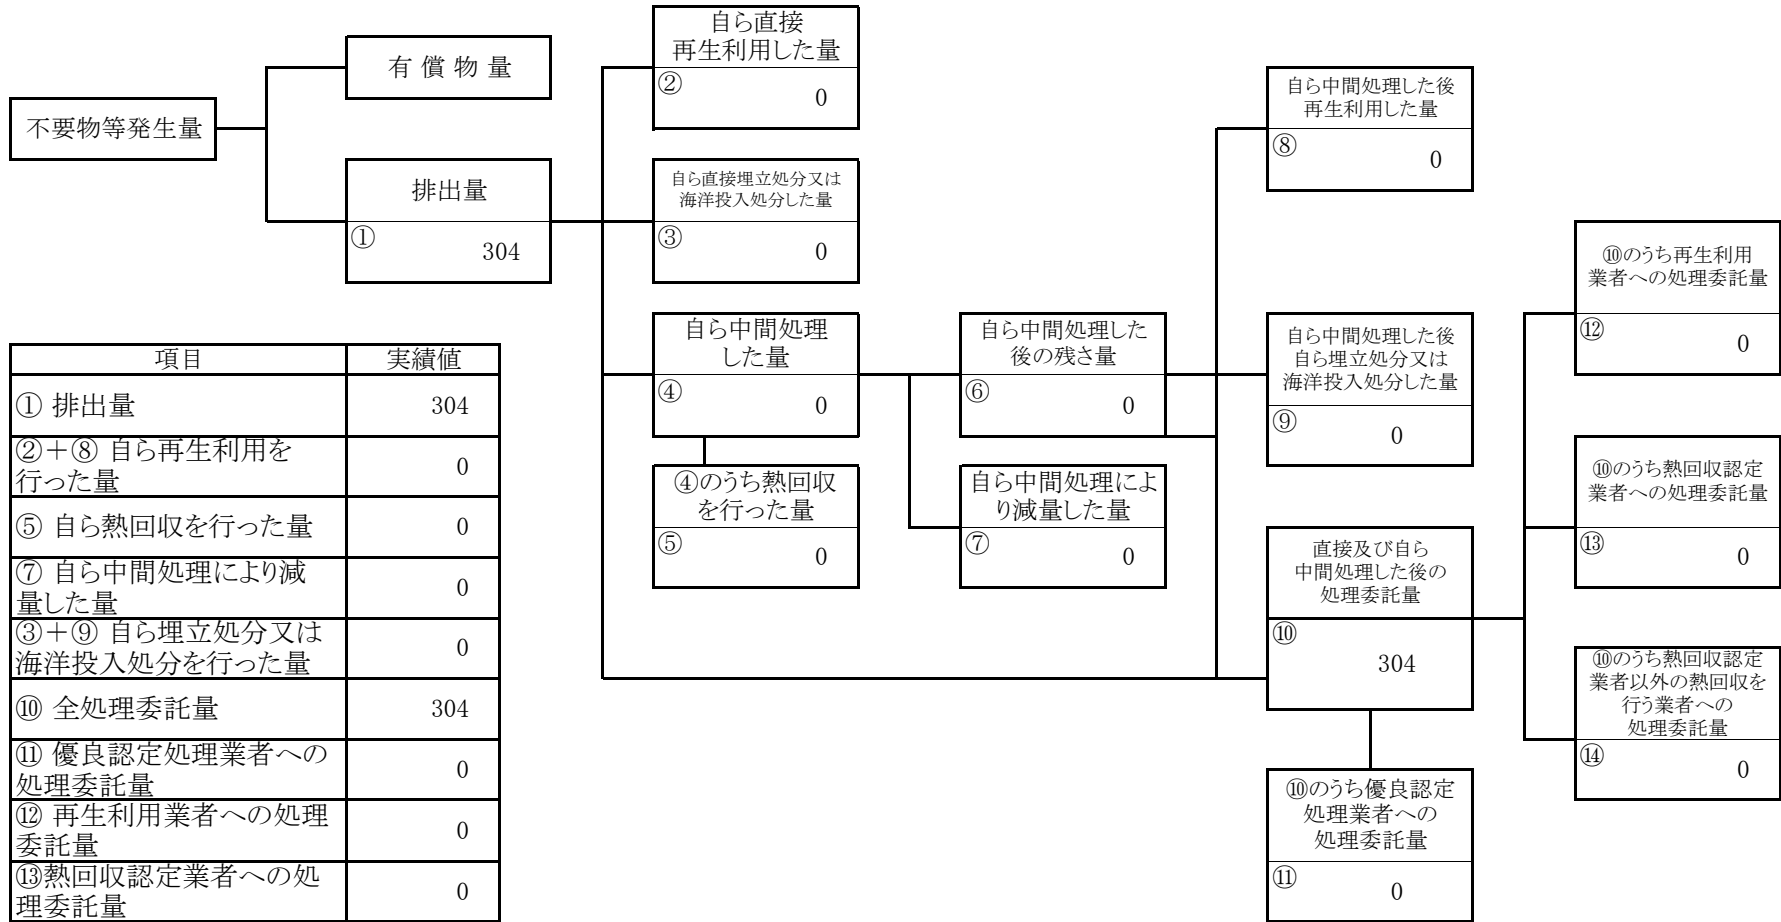 不要物等発生量
有 償 物 量
排出量
①
304
自ら直接
再生利用した量
②
0
自ら直接埋立処分又は
海洋投入処分した量
③
0
自ら中間処理
した量
④
0
④のうち熱回収
を行った量
⑤
0
自ら中間処理した
後の残さ量
⑥
0
自ら中間処理によ
り減量した量
⑦
0
自ら中間処理した後
再生利用した量
⑧
0
自ら中間処理した後
自ら埋立処分又は
海洋投入処分した量
⑨
0
直接及び自ら
中間処理した後の
処理委託量
⑩
304
⑩のうち優良認定
処理業者への
処理委託量
⑪
0
⑩のうち再生利用
業者への処理委託量
⑫
0
⑩のうち熱回収認定
業者への処理委託量
⑬
0
⑩のうち熱回収認定
業者以外の熱回収を
行う業者への
処理委託量
⑭
0
項目 実績値
① 排出量 304
②+⑧ 自ら再生利用を
行った量 0
⑤ 自ら熱回収を行った量 0
⑦ 自ら中間処理により減
量した量 0
③+⑨ 自ら埋立処分又は
海洋投入処分を行った量 0
⑩ 全処理委託量 304
⑪ 優良認定処理業者への
処理委託量 0
⑫ 再生利用業者への処理
委託量 0
⑬熱回収認定業者への処
理委託量 0